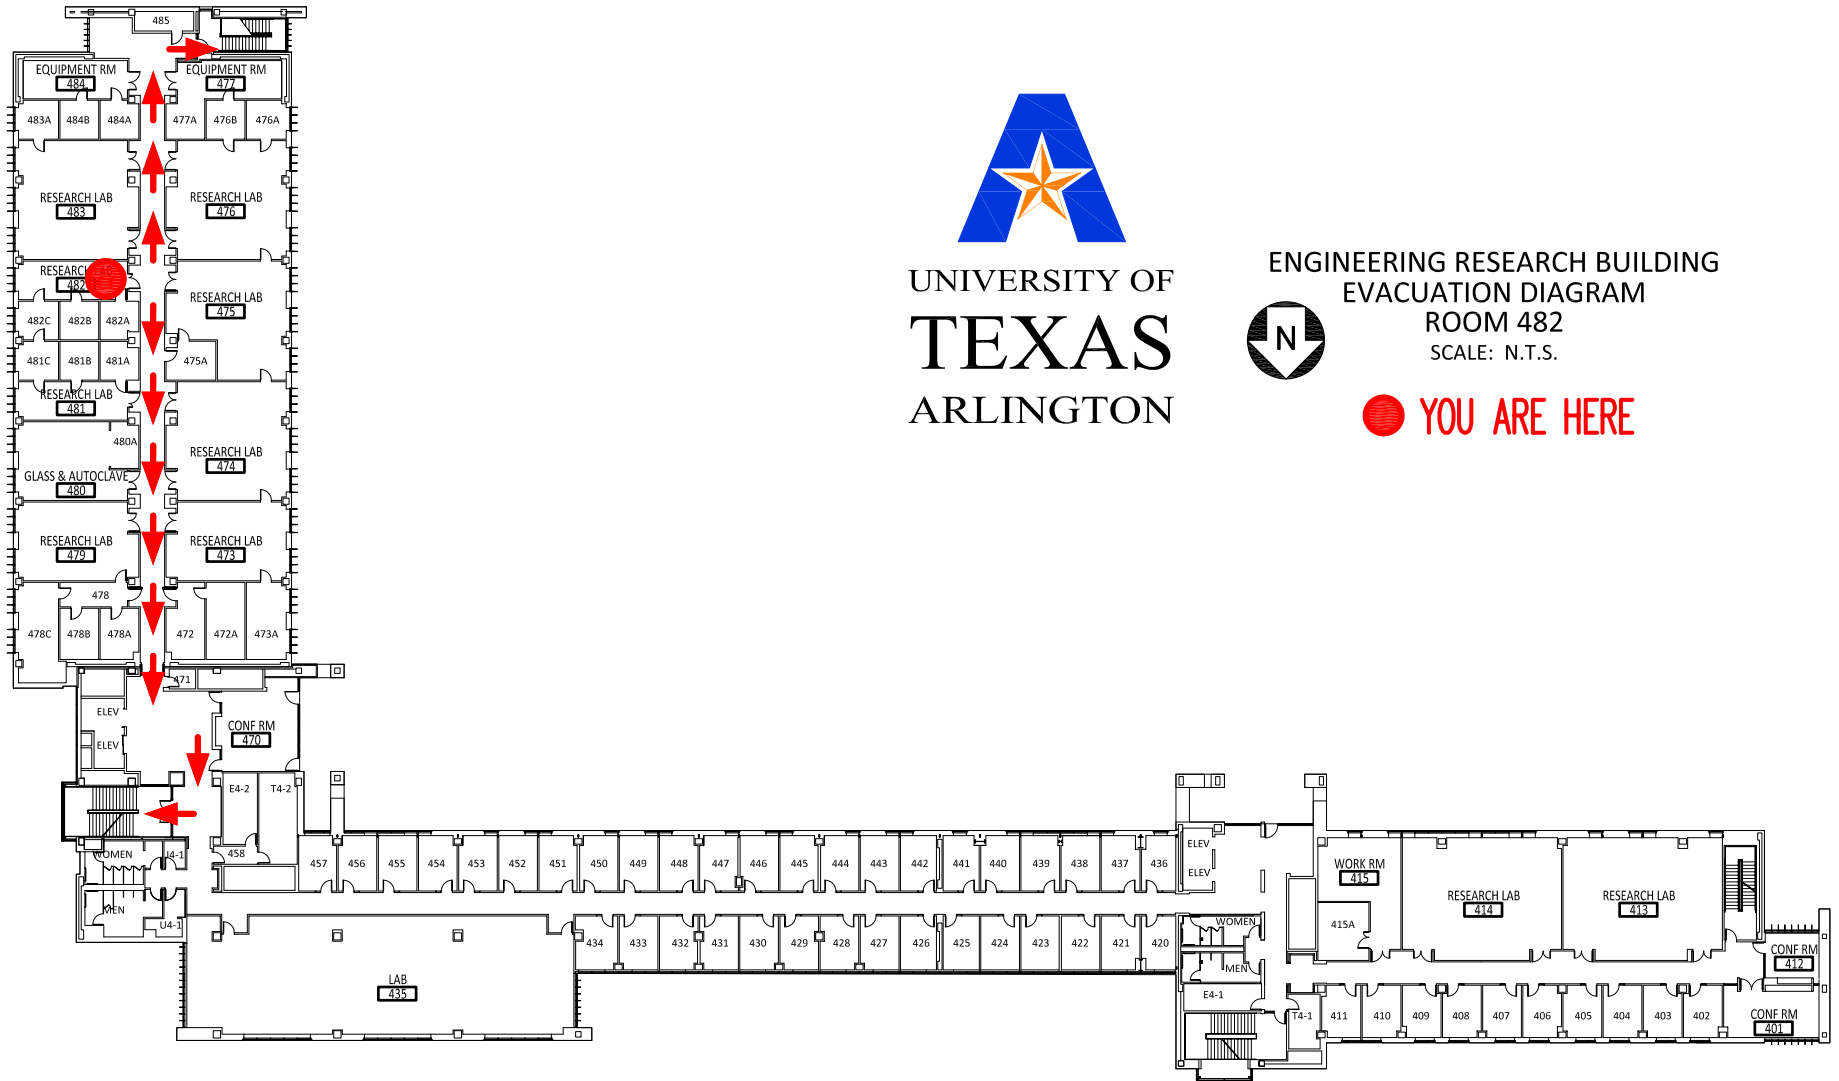 485
EQUIPMENT RM
484
EQUIPMENT RM
477
483A
484B
484A
477A
476B
476A
RESEARCH LAB
483
RESEARCH LAB
476
RESEARCH LAB
482
RESEARCH LAB
475
482C
482B
482A
481C
481B
481A
475A
RESEARCH LAB
481
480A
GLASS & AUTOCLAVE
480
RESEARCH LAB
474
RESEARCH LAB
479
RESEARCH LAB
473
478
478C
478B
478A
472
472A
473A
471
ELEV
ELEV
CONF RM
470
E4-2
T4-2
WOMEN
J4-1
458
MEN
U4-1
457
456
455
454
453
452
451
450
449
448
447
446
445
444
443
442
441
440
439
438
437
436
434
433
432
431
430
429
428
427
426
425
424
423
422
421
420
LAB
435
ELEV
ELEV
WOMEN
MEN
E4-1
T4-1
WORK RM
415
415A
RESEARCH LAB
414
RESEARCH LAB
413
CONF RM
412
411
410
409
408
407
406
405
404
403
402
CONF RM
401
UNIVERSITY OF
TEXAS
ARLINGTON
ENGINEERING RESEARCH BUILDING
EVACUATION DIAGRAM
ROOM 482
SCALE: N.T.S.
N
YOU ARE HERE